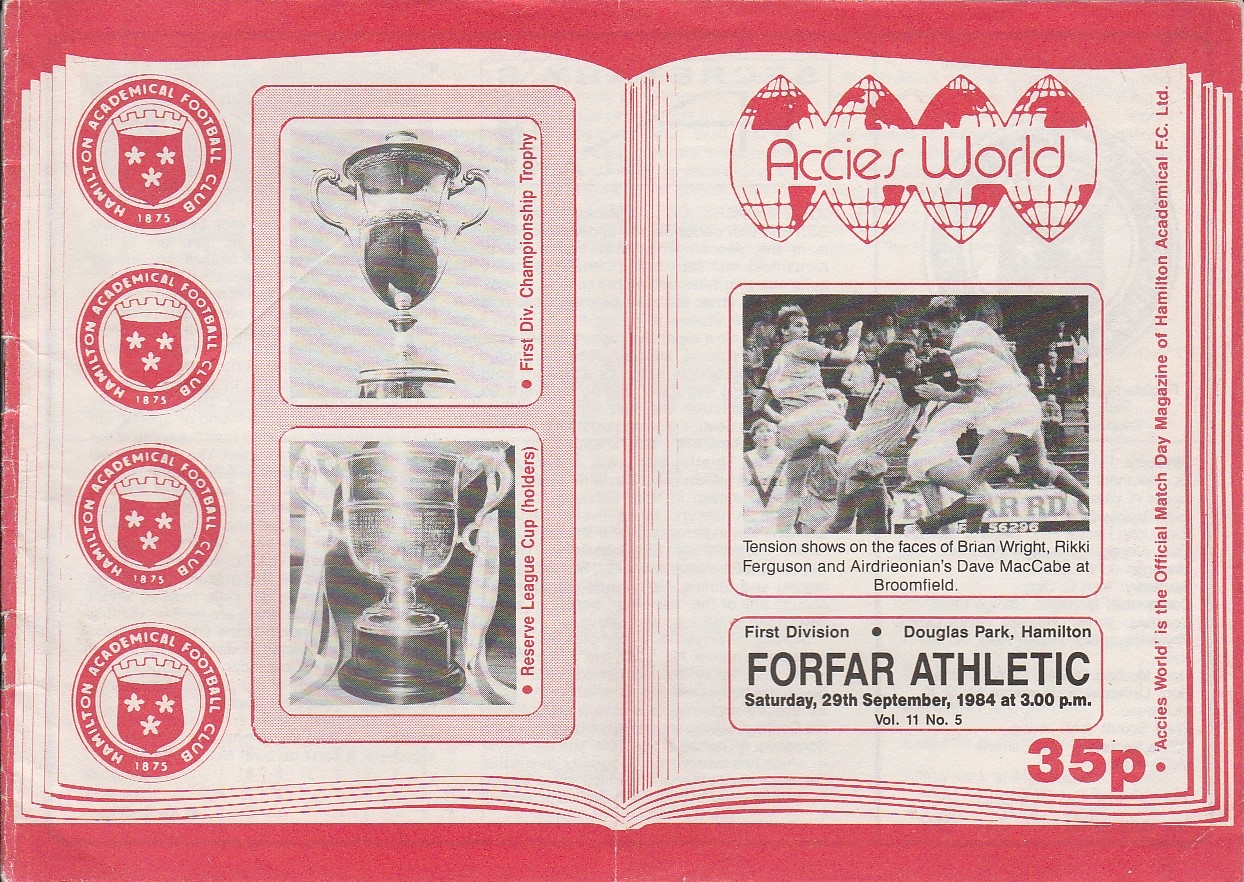 HAMILTON ACADEMICAL FOOTBALL CLUB
1875
HAMILTON ACADEMICAL FOOTBALL CLUB
1875
HAMILTON ACADEMICAL FOOTBALL CLUB
1875
HAMILTON ACADEMICAL FOOTBALL CLUB
1875
● First Div. Championship Trophy
● Reserve League Cup (holders)
Accies World
AR RD.
56296
Tension shows on the faces of Brian Wright, Rikki
Ferguson and Airdrieonian's Dave MacCabe at
Broomfield.
First Division ● Douglas Park, Hamilton
FORFAR ATHLETIC
Saturday, 29th September, 1984 at 3.00 p.m.
Vol. 11 No. 5
35p
● 'Accies World' is the Official Match Day Magazine of Hamilton Academical F.C. Ltd.